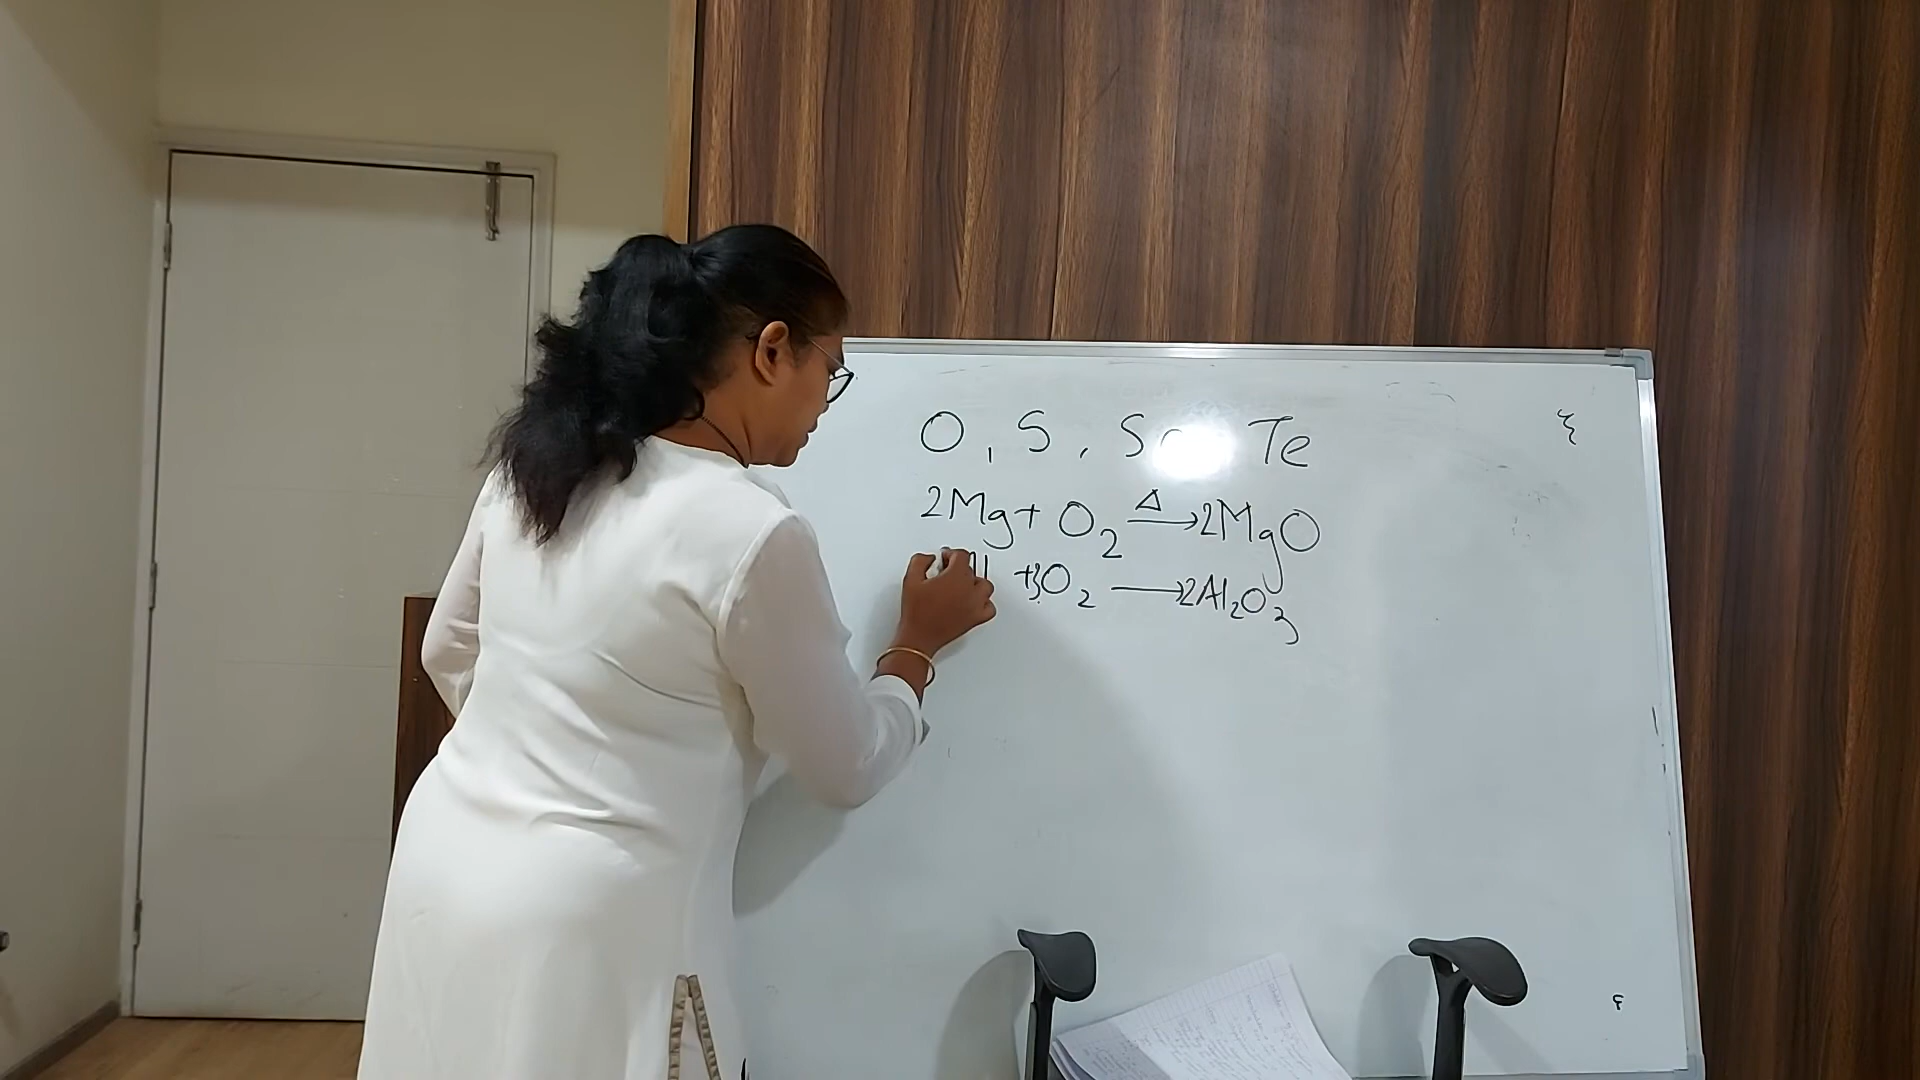 O, S, Te
2Mg + O₂ —Δ→ 2MgO
+3O₂ ⟶ 2Al₂O₃